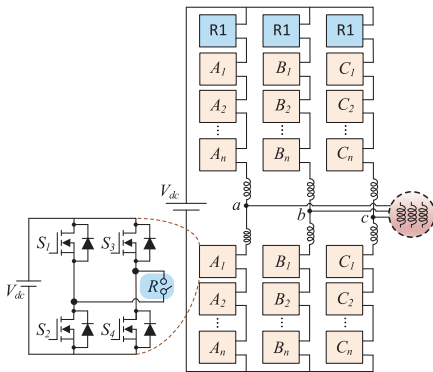 R1 R1 R1
A1 B1 C1
A2 B2 C2
An Bn Cn
Vdc
a
b
c
S1 S3
R
Vdc
S2 S4
A1 B1 C1
A2 B2 C2
An Bn Cn